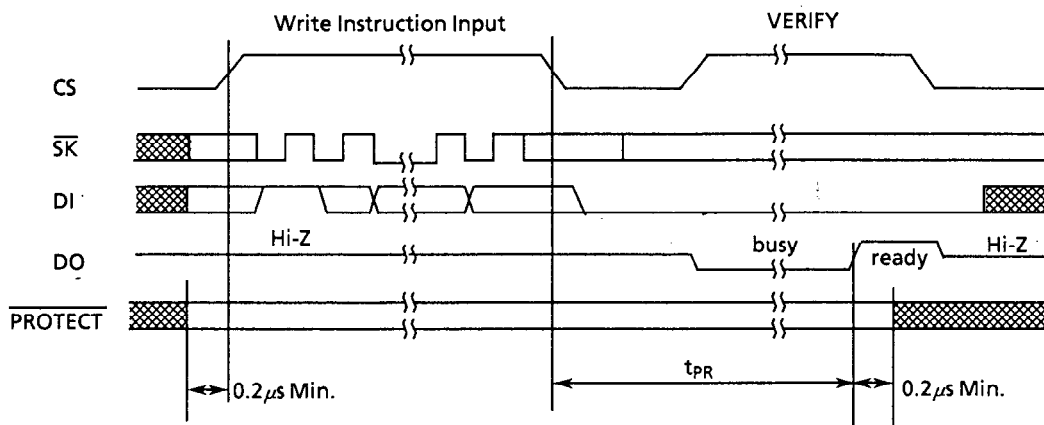 Write Instruction Input VERIFY
CS
SK
DI
Hi-Z
DO busy ready Hi-Z
PROTECT
tPR
0.2μs Min. 0.2μs Min.